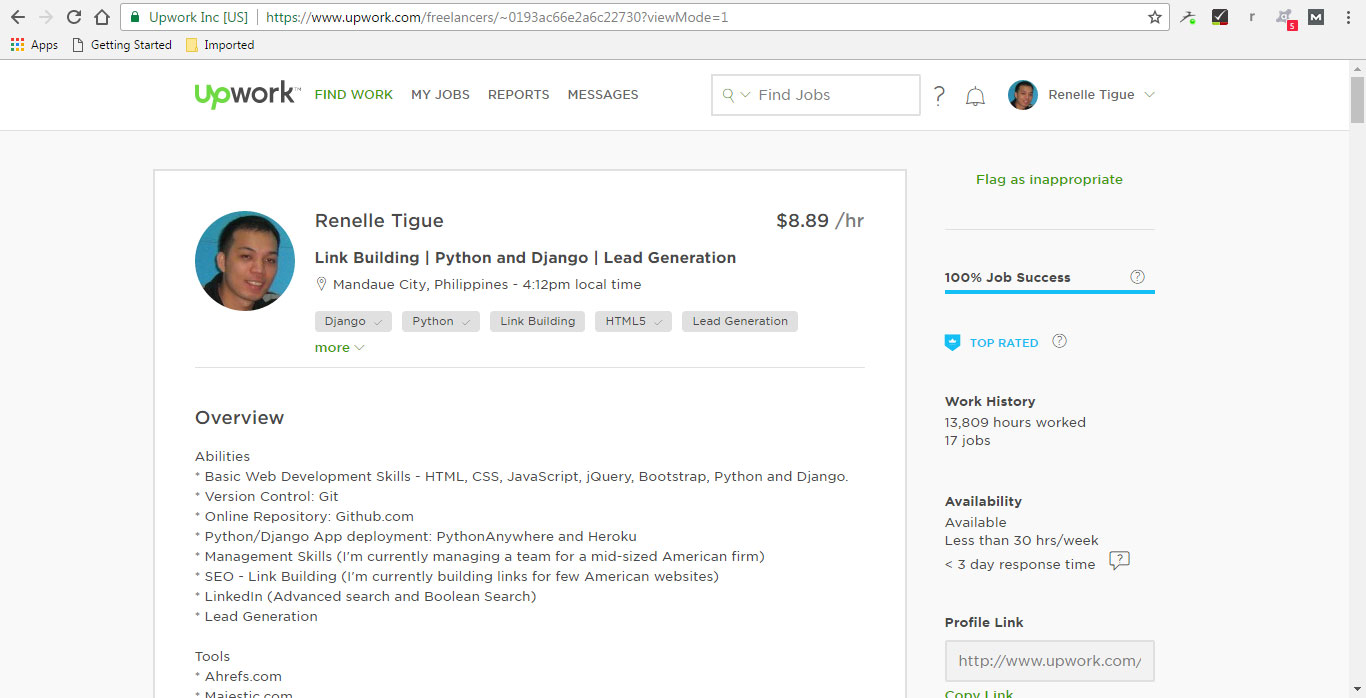 Upwork Inc [US] | https://www.upwork.com/freelancers/~0193ac66e2a6c22730?viewMode=1
r
5
M
Apps Getting Started Imported
upwork™ FIND WORK MY JOBS REPORTS MESSAGES Find Jobs ? Renelle Tigue
Renelle Tigue $8.89 /hr
Link Building | Python and Django | Lead Generation
Mandaue City, Philippines - 4:12pm local time
Django Python Link Building HTML5 Lead Generation
more
Overview
Abilities
* Basic Web Development Skills - HTML, CSS, JavaScript, jQuery, Bootstrap, Python and Django.
* Version Control: Git
* Online Repository: Github.com
* Python/Django App deployment: PythonAnywhere and Heroku
* Management Skills (I'm currently managing a team for a mid-sized American firm)
* SEO - Link Building (I'm currently building links for few American websites)
* LinkedIn (Advanced search and Boolean Search)
* Lead Generation
Tools
* Ahrefs.com
* Majestic.com
Flag as inappropriate
100% Job Success ?
TOP RATED ?
Work History
13,809 hours worked
17 jobs
Availability
Available
Less than 30 hrs/week
< 3 day response time ?
Profile Link
http://www.upwork.com/
Copy Link